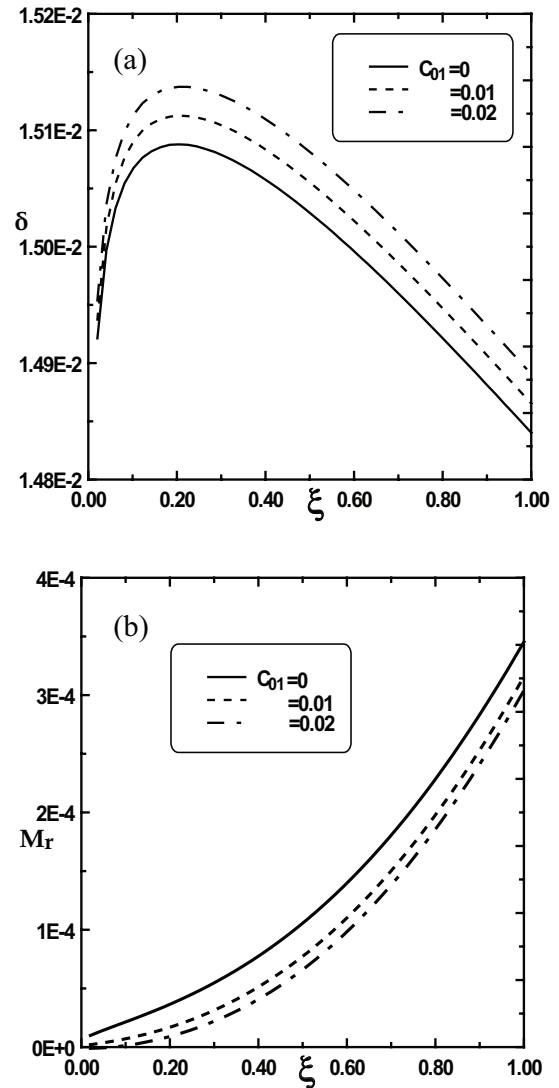 1.52E-2
(a)
C01=0
=0.01
=0.02
1.51E-2
δ
1.50E-2
1.49E-2
1.48E-2
0.00 0.20 0.40 0.60 0.80 1.00
ξ
4E-4
(b)
C01=0
=0.01
=0.02
3E-4
2E-4
Mr
1E-4
0E+0
0.00 0.20 0.40 0.60 0.80 1.00
ξ